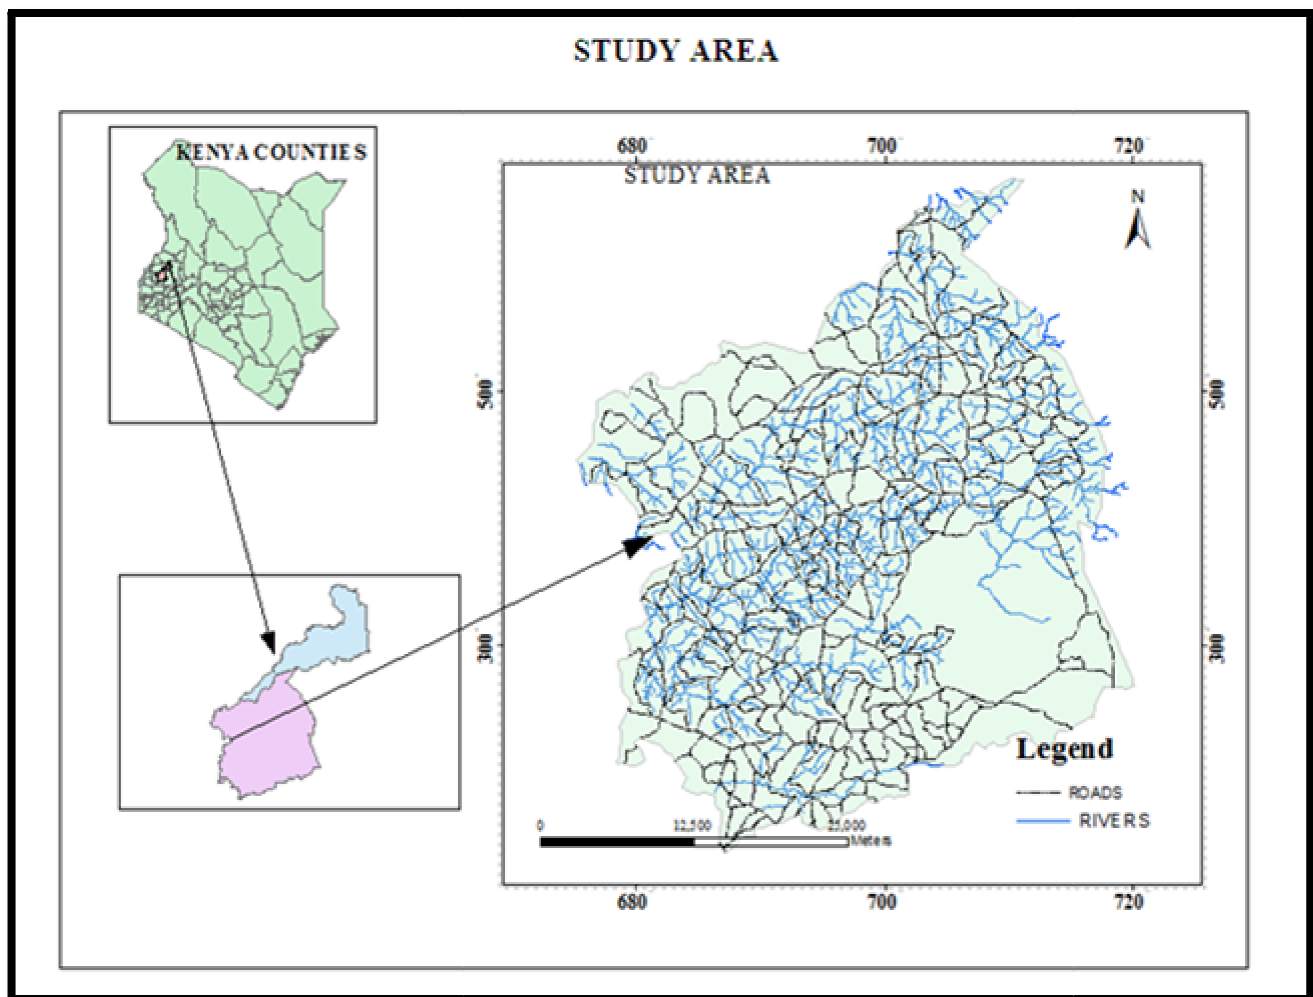 STUDY AREA
KENYA COUNTIES
680 700 720
STUDY AREA
N
500 500
300 300
Legend
ROADS
RIVERS
0 12,500 25,000
Meters
680 700 720